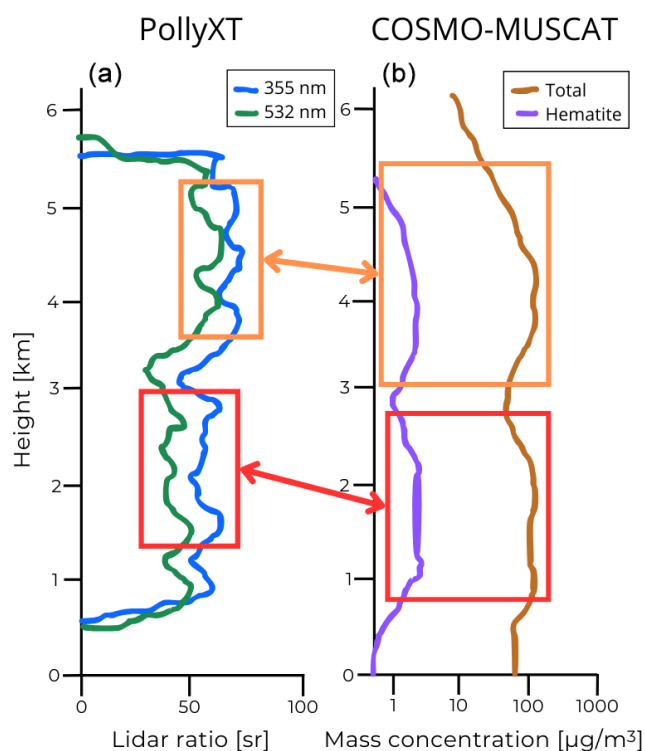 PollyXT
COSMO-MUSCAT
(a)
355 nm
532 nm
(b)
Total
Hematite
6
5
4
3
2
1
0
Height [km]
0
50
100
Lidar ratio [sr]
6
5
4
3
2
1
0
1
10
100
1000
Mass concentration [µg/m³]